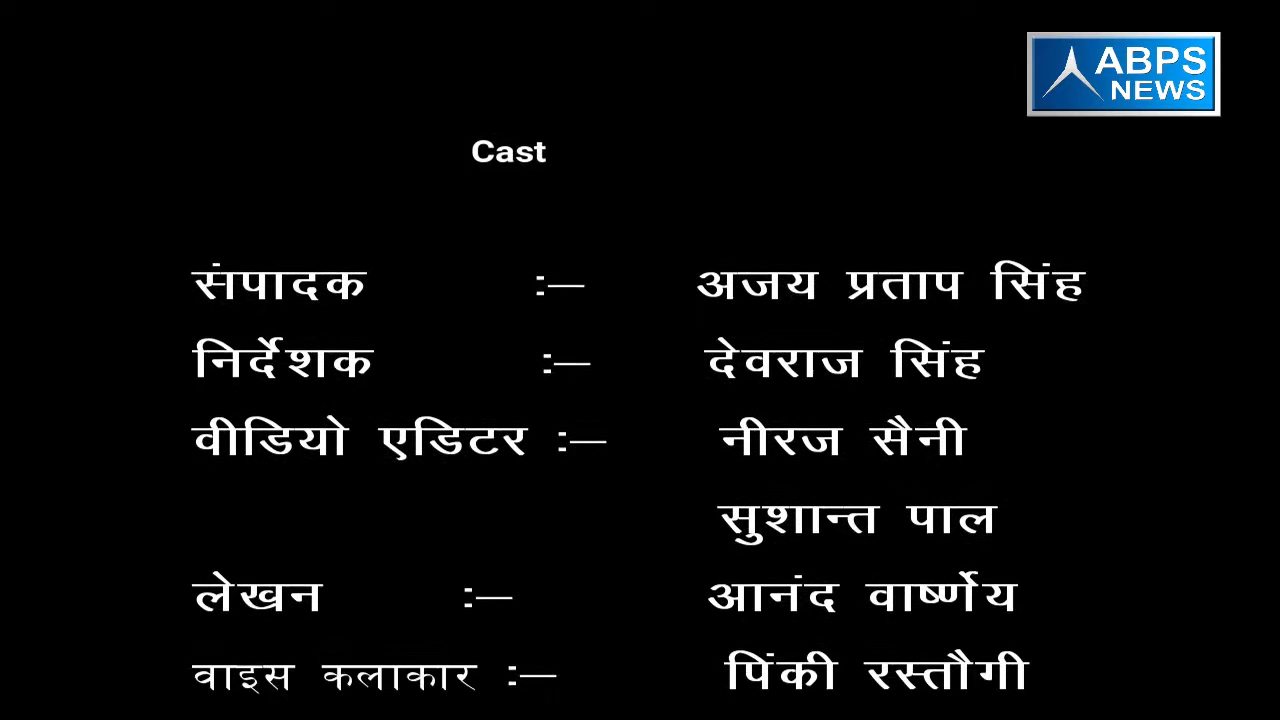 ABPS
NEWS
Cast
संपादक :— अजय प्रताप सिंह
निर्देशक :— देवराज सिंह
वीडियो एडिटर :— नीरज सैनी
सुशान्त पाल
लेखन :— आनंद वार्ष्णेय
वाइस कलाकार :— पिंकी रस्तौगी